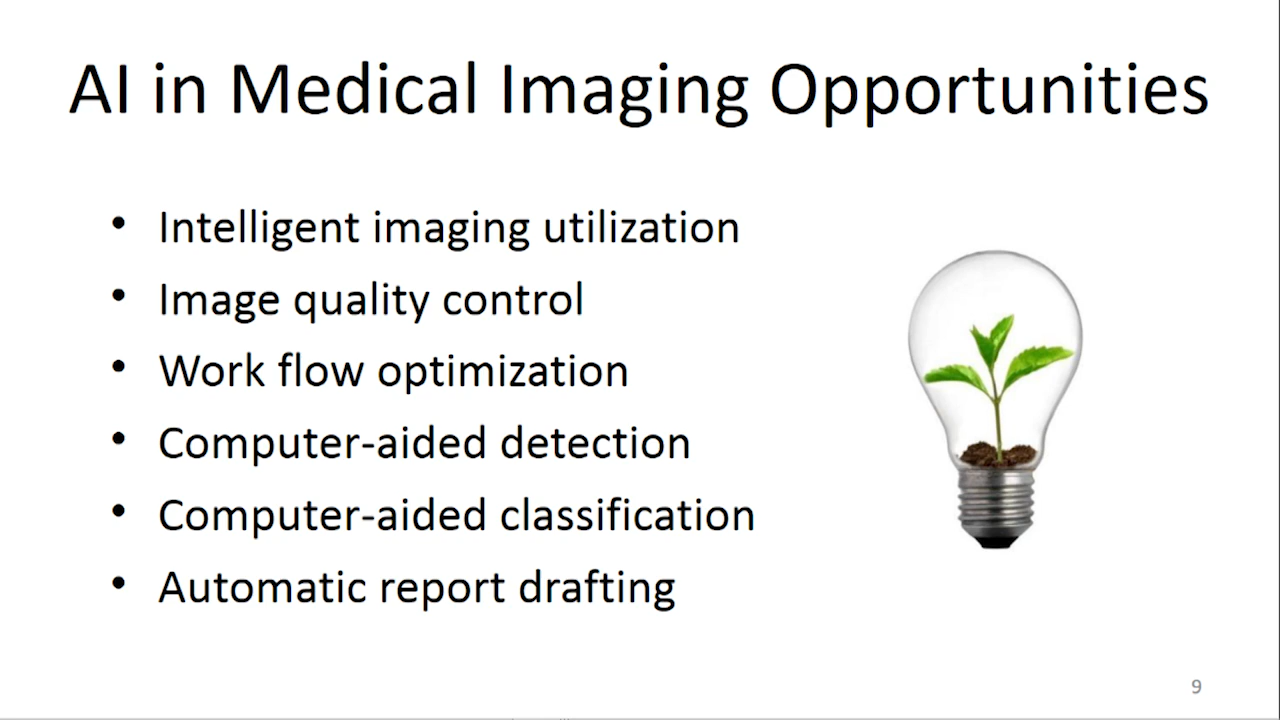 AI in Medical Imaging Opportunities
• Intelligent imaging utilization
• Image quality control
• Work flow optimization
• Computer-aided detection
• Computer-aided classification
• Automatic report drafting
9